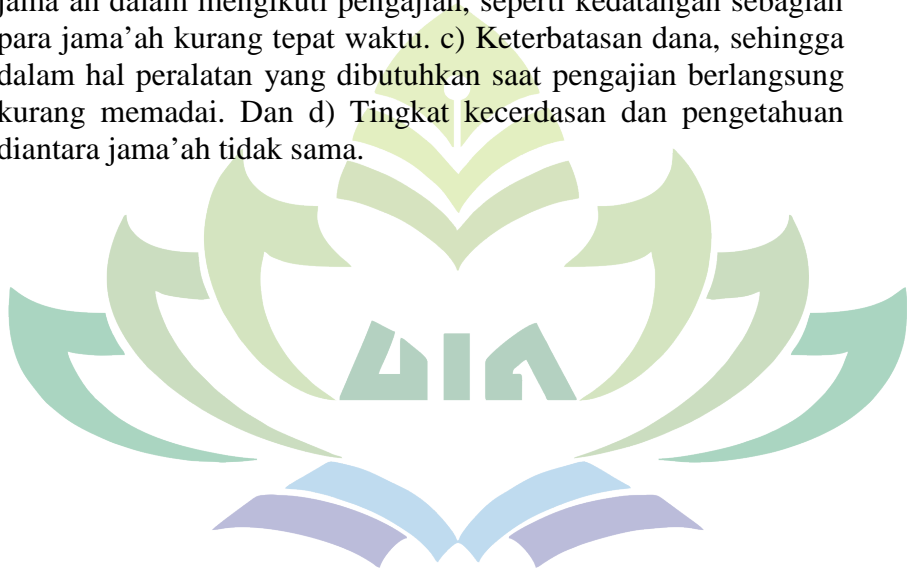 jama'ah dalam mengikuti pengajian, seperti kedatangan sebagian
para jama'ah kurang tepat waktu. c) Keterbatasan dana, sehingga
dalam hal peralatan yang dibutuhkan saat pengajian berlangsung
kurang memadai. Dan d) Tingkat kecerdasan dan pengetahuan
diantara jama'ah tidak sama.
UIN